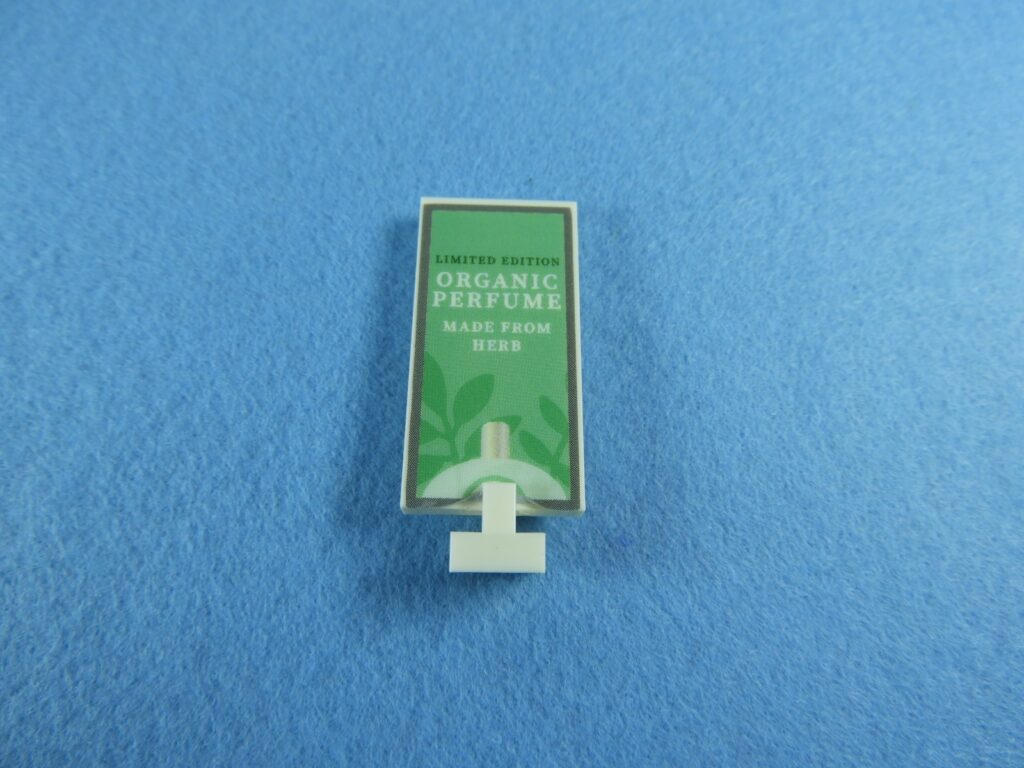 LIMITED EDITION
ORGANIC
PERFUME
MADE FROM
HERB